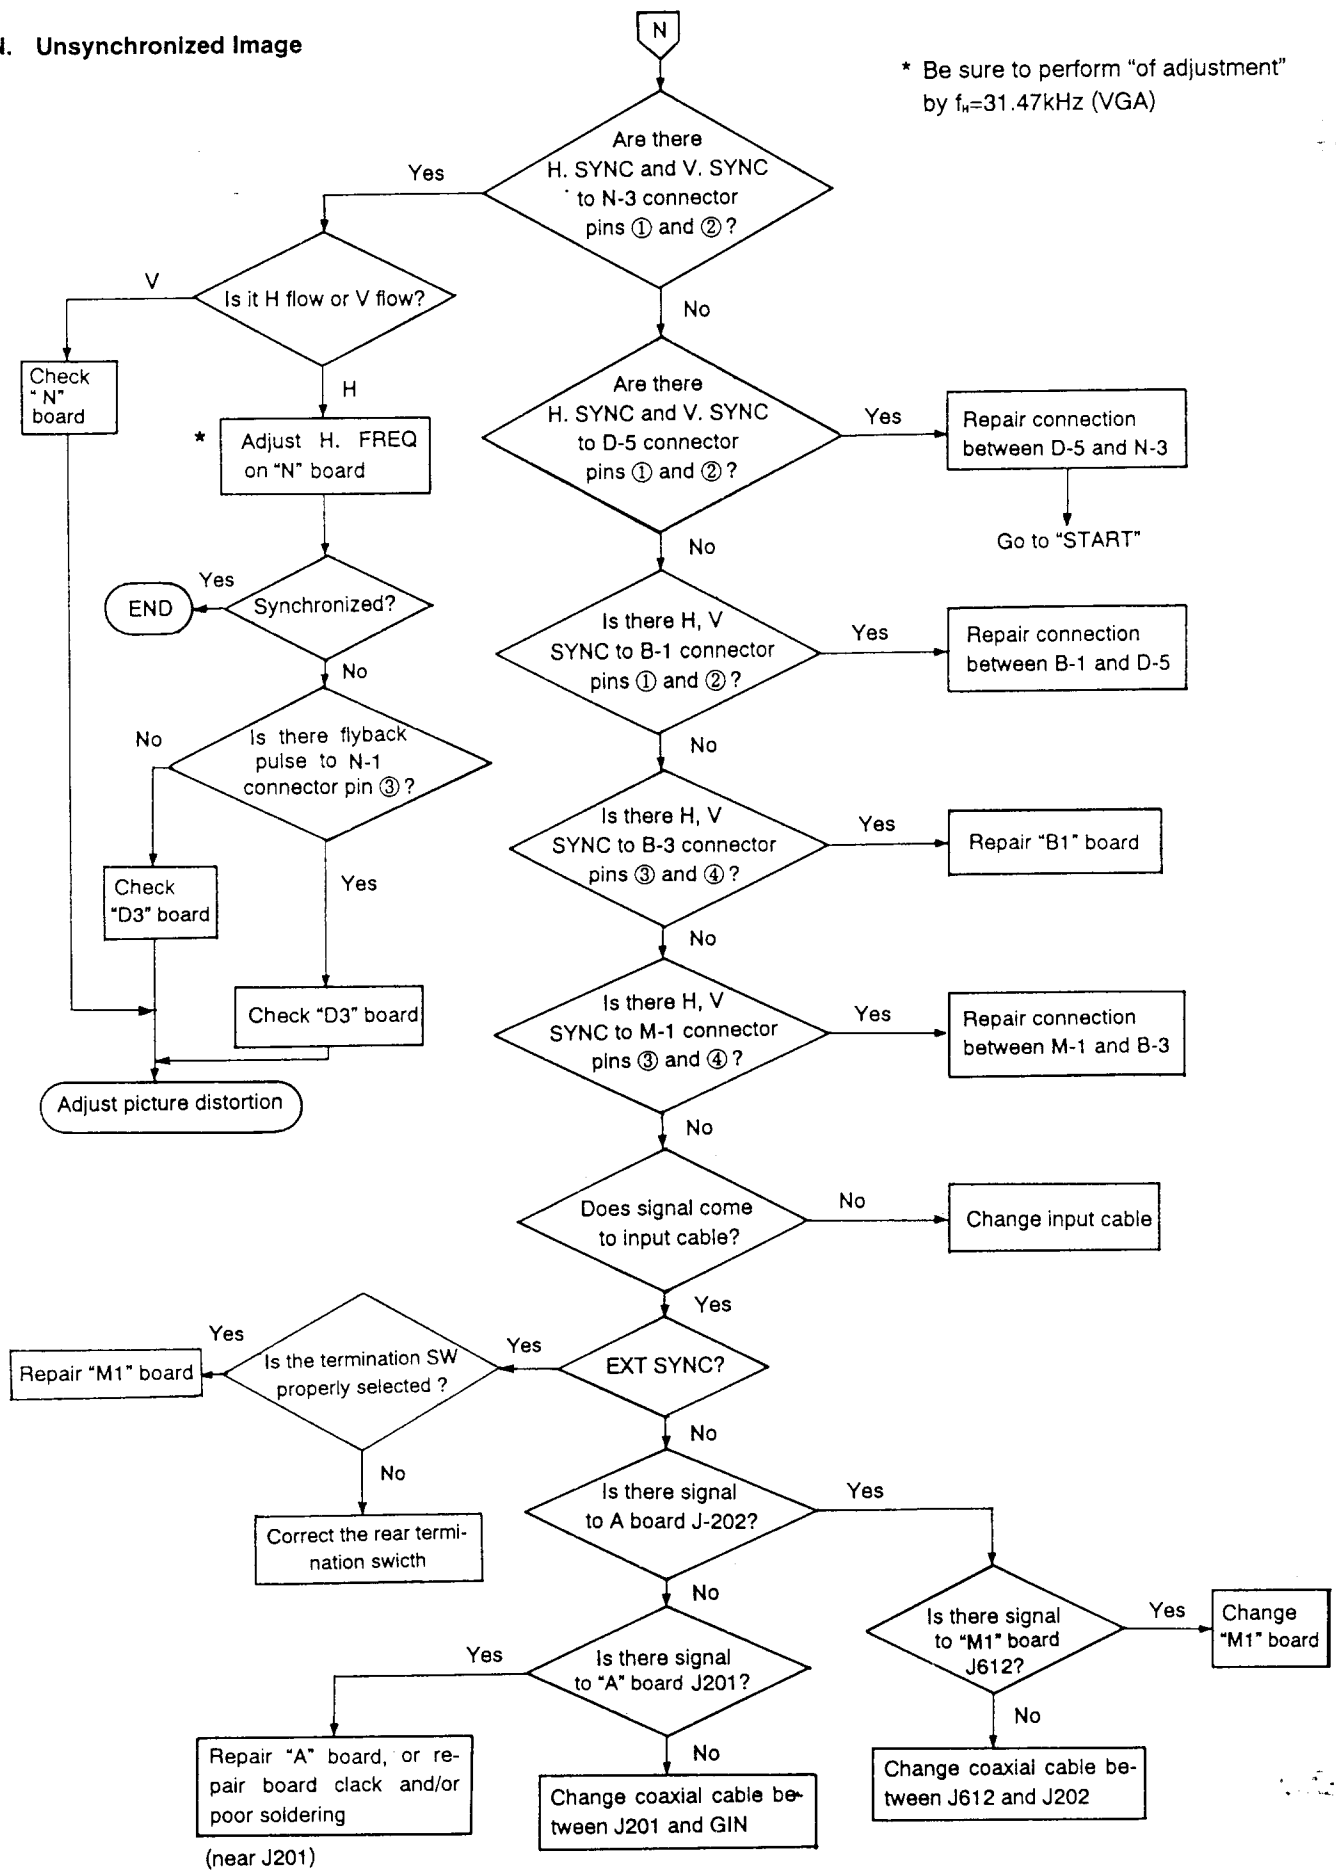 N
N. Unsynchronized Image
* Be sure to perform “of adjustment”
by fH=31.47kHz (VGA)
Are there
H. SYNC and V. SYNC
to N-3 connector
pins ① and ②?
Yes
No
Is it H flow or V flow?
V
H
Check
“N”
board
*
Adjust H. FREQ
on “N” board
Are there
H. SYNC and V. SYNC
to D-5 connector
pins ① and ②?
Yes
Repair connection
between D-5 and N-3
Go to “START”
No
Synchronized?
Yes
END
No
Is there H, V
SYNC to B-1 connector
pins ① and ②?
Yes
Repair connection
between B-1 and D-5
No
Is there flyback
pulse to N-1
connector pin ③?
No
Yes
Check
“D3” board
Check “D3” board
Adjust picture distortion
Is there H, V
SYNC to B-3 connector
pins ③ and ④?
Yes
Repair “B1” board
No
Is there H, V
SYNC to M-1 connector
pins ③ and ④?
Yes
Repair connection
between M-1 and B-3
No
Does signal come
to input cable?
No
Change input cable
Yes
EXT SYNC?
Yes
Is the termination SW
properly selected ?
Yes
Repair “M1” board
No
Correct the rear termi-
nation swicth
No
Is there signal
to A board J-202?
Yes
Is there signal
to “M1” board
J612?
Yes
Change
“M1” board
No
Change coaxial cable be-
tween J612 and J202
No
Is there signal
to “A” board J201?
Yes
Repair “A” board, or re-
pair board clack and/or
poor soldering
(near J201)
No
Change coaxial cable be-
tween J201 and GIN